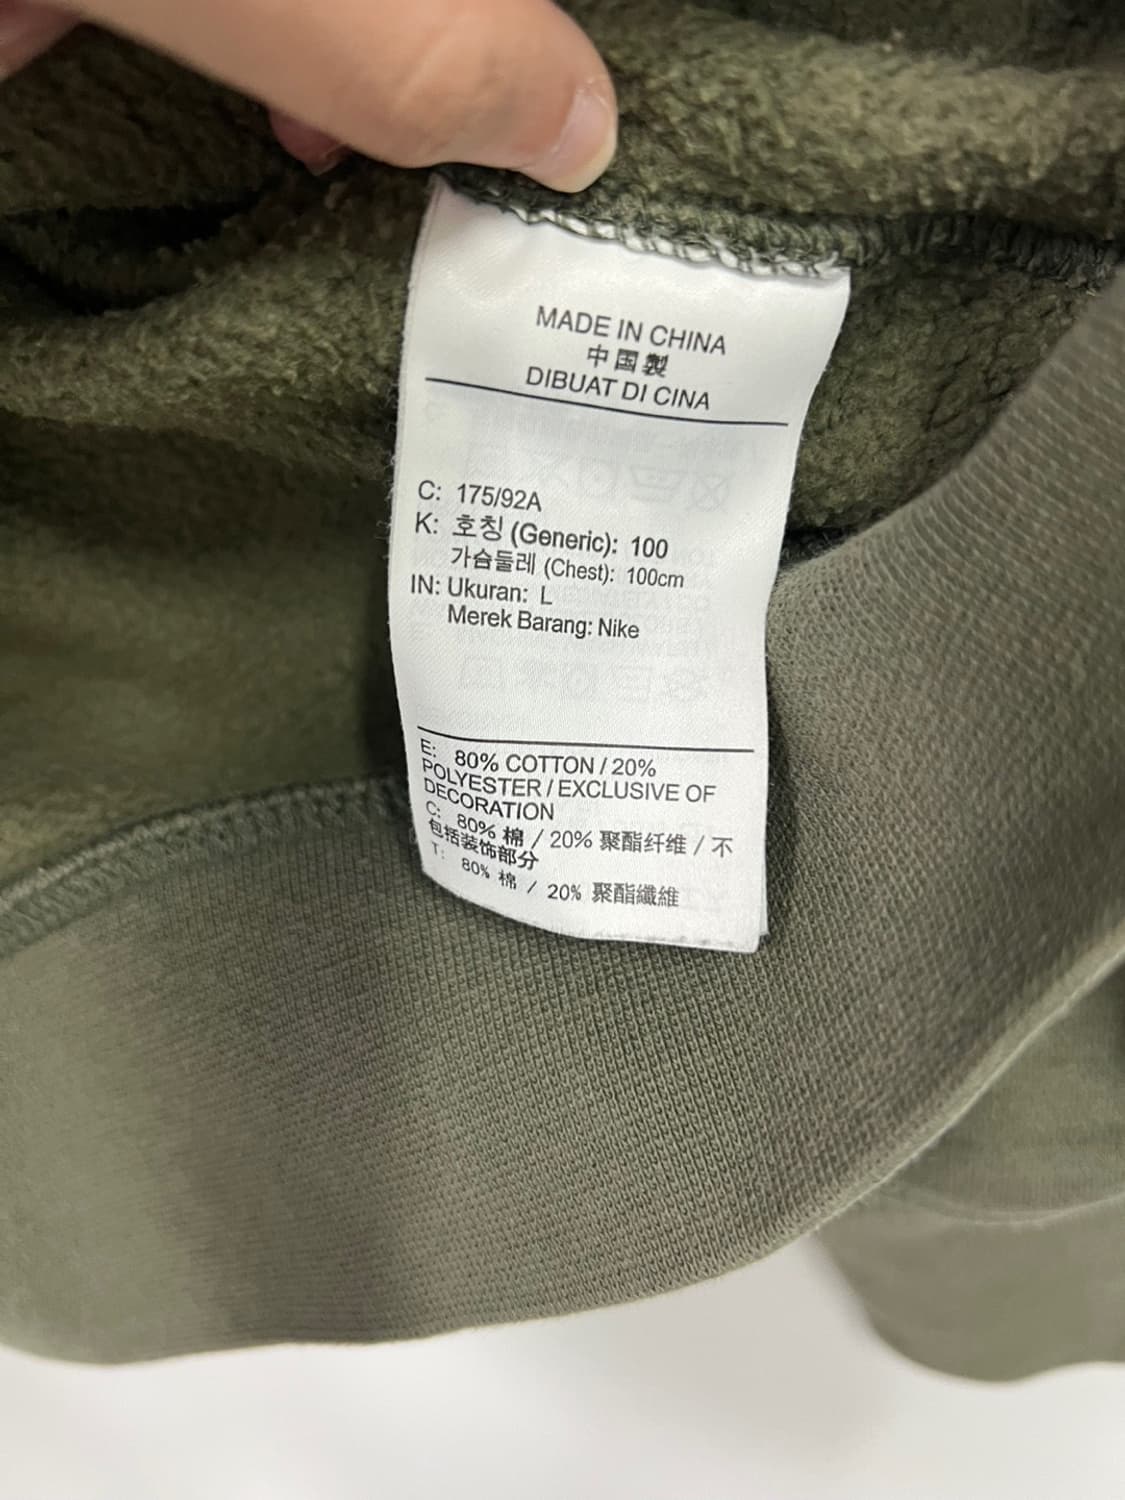 MADE IN CHINA
中国製
DIBUAT DI CINA
C: 175/92A
K: 호칭 (Generic): 100
가슴둘레 (Chest): 100cm
IN: Ukuran: L
Merek Barang: Nike
E: 80% COTTON / 20%
POLYESTER / EXCLUSIVE OF
DECORATION
C: 80% 棉 / 20% 聚酯纤维 / 不
包括装饰部分
T: 80% 棉 / 20% 聚酯纖維